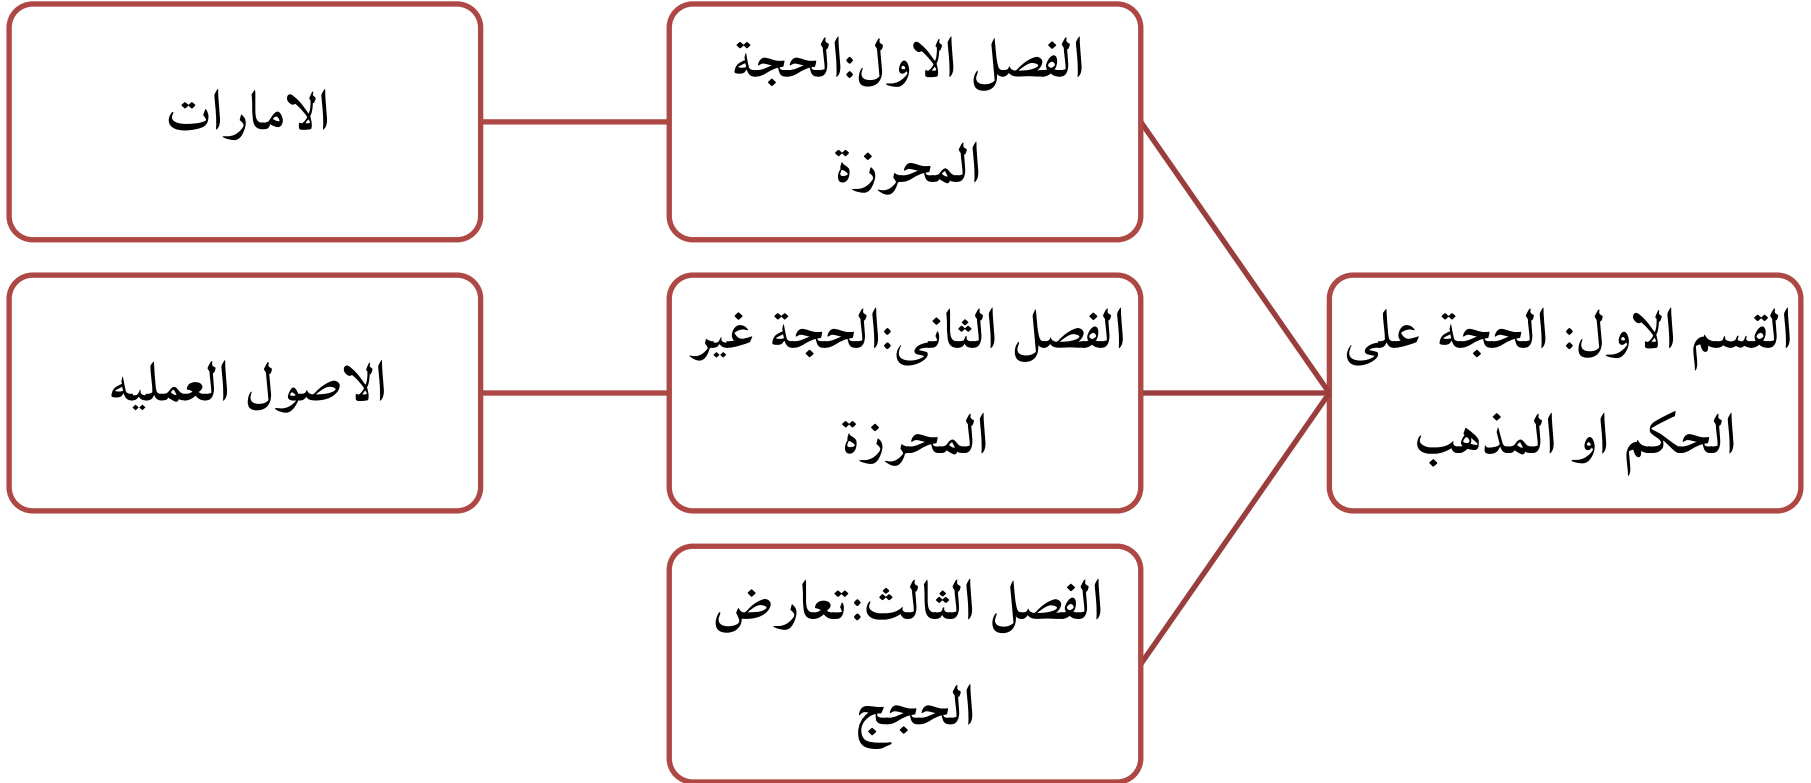 القسم الاول: الحجة على
الحكم او المذهب
الفصل الاول:الحجة
المحرزة
الامارات
الفصل الثانى:الحجة غير
المحرزة
الاصول العمليه
الفصل الثالث:تعارض
الحجج